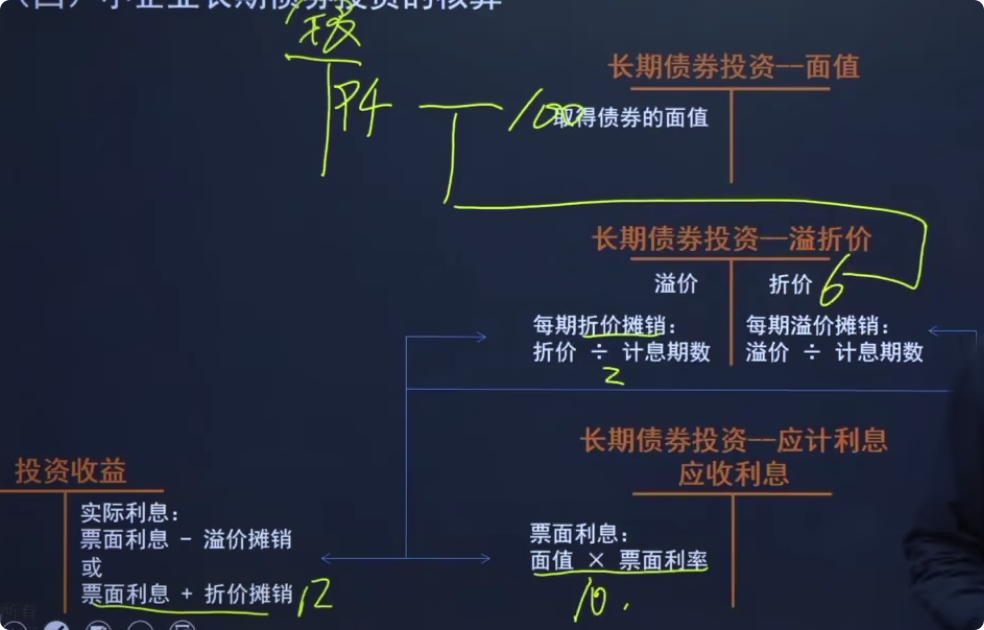 （四）小企业长期债券投资的核算
94
100
长期债券投资—面值
取得债券的面值
长期债券投资—溢折价
溢价
折价 6
每期折价摊销：
折价 ÷ 计息期数
2
每期溢价摊销：
溢价 ÷ 计息期数
长期债券投资—应计利息
应收利息
票面利息：
面值 × 票面利率
10.
投资收益
实际利息：
票面利息 - 溢价摊销
或
票面利息 + 折价摊销 12